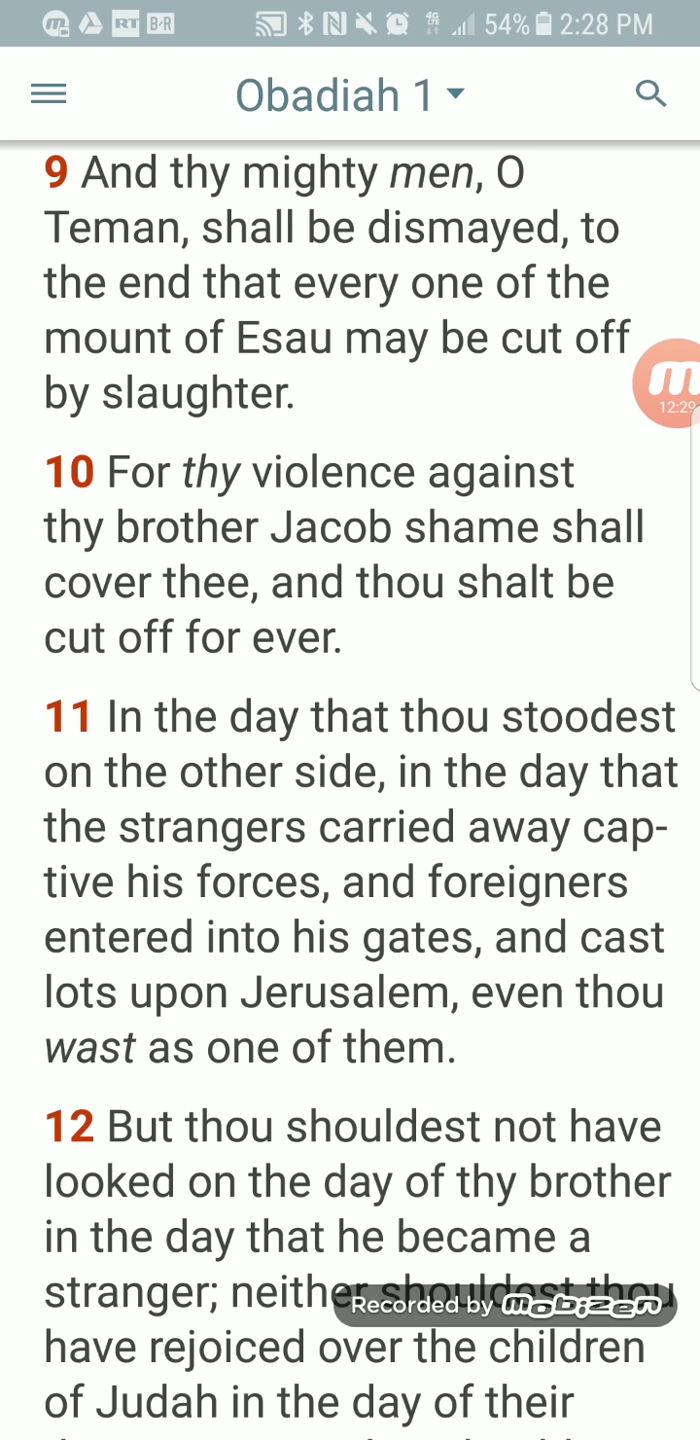 RT B·R 4G 54% 2:28 PM
Obadiah 1
9 And thy mighty men, O
Teman, shall be dismayed, to
the end that every one of the
mount of Esau may be cut off
by slaughter.
12:29
10 For thy violence against
thy brother Jacob shame shall
cover thee, and thou shalt be
cut off for ever.
11 In the day that thou stoodest
on the other side, in the day that
the strangers carried away cap-
tive his forces, and foreigners
entered into his gates, and cast
lots upon Jerusalem, even thou
wast as one of them.
12 But thou shouldest not have
looked on the day of thy brother
in the day that he became a
stranger; neither shouldest thou
Recorded by mobizen
have rejoiced over the children
of Judah in the day of their